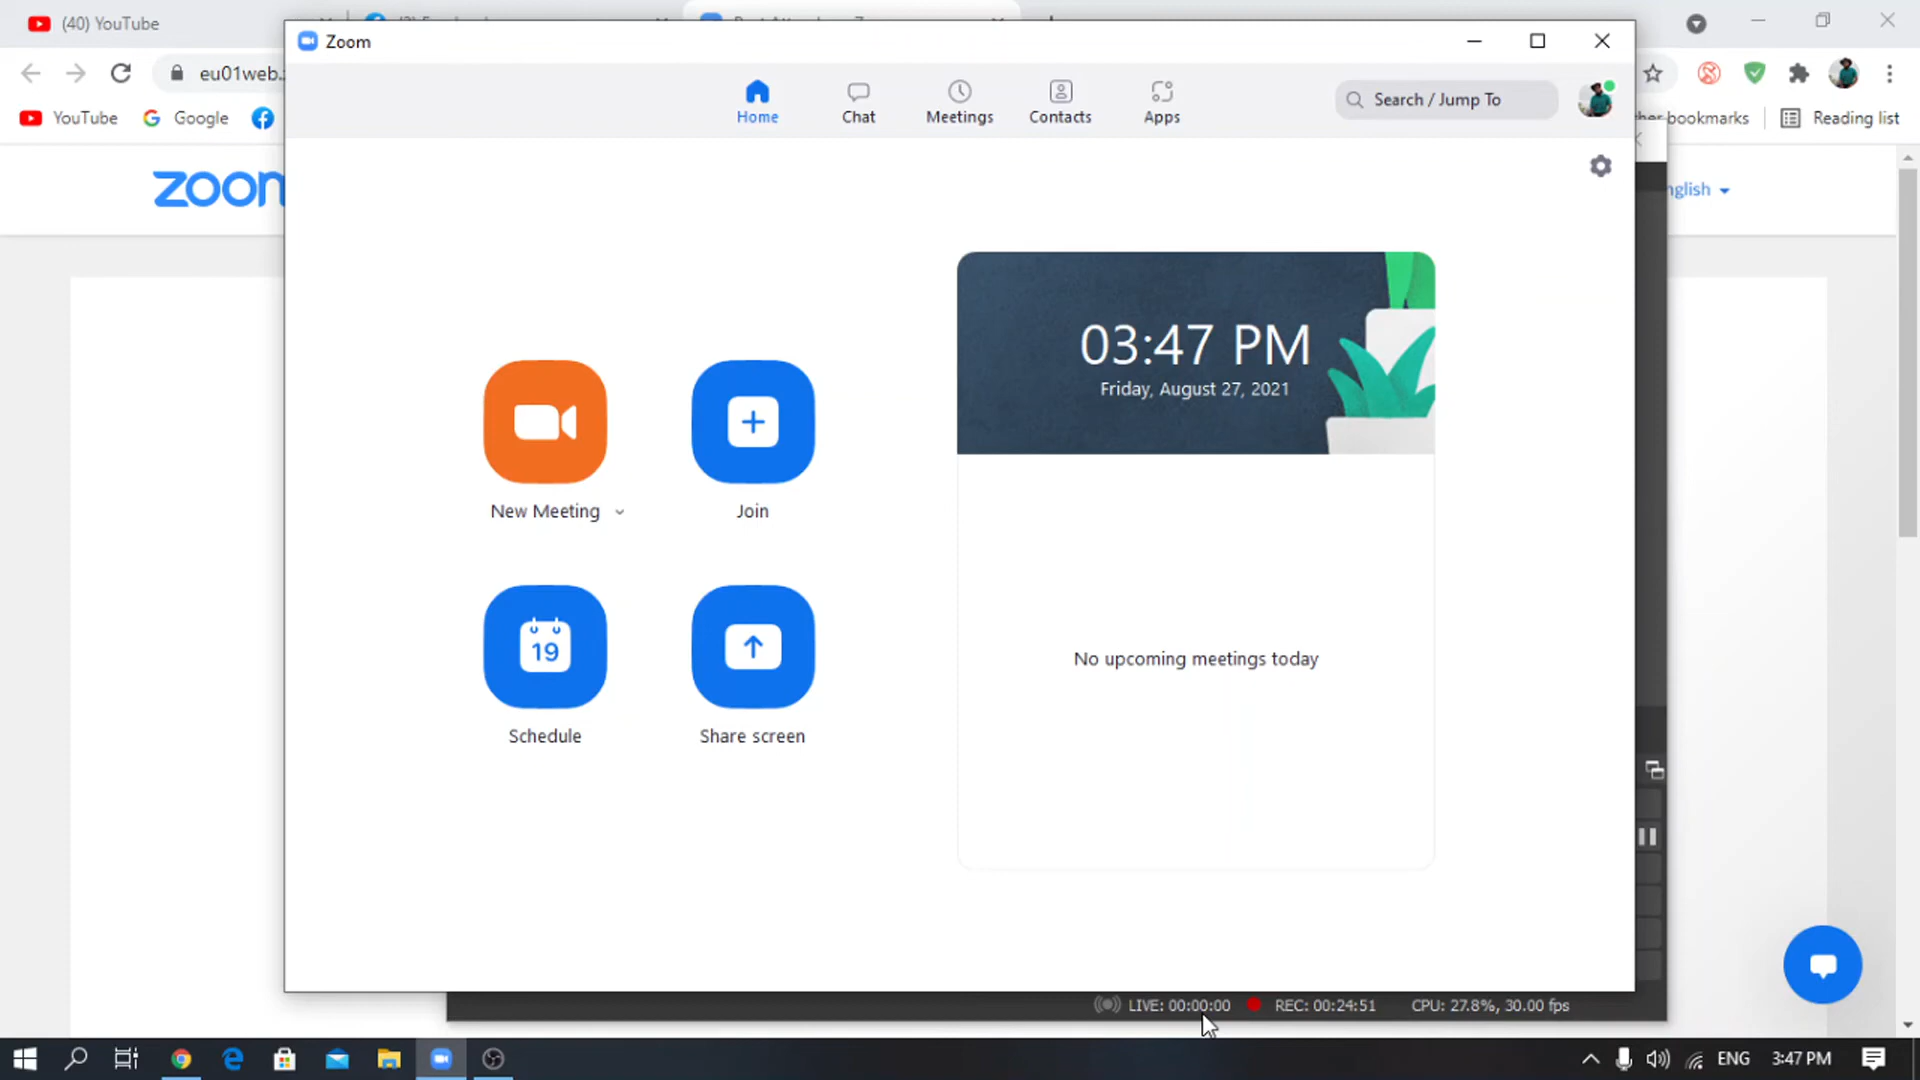 (40) YouTube
Zoom
eu01web.
Home
Chat
Meetings
Contacts
Apps
Search / Jump To
YouTube
Google
bookmarks
Reading list
zoom
nglish
03:47 PM
Friday, August 27, 2021
New Meeting
Join
19
No upcoming meetings today
Schedule
Share screen
LIVE: 00:00:00
REC: 00:24:51
CPU: 27.8%, 30.00 fps
ENG
3:47 PM